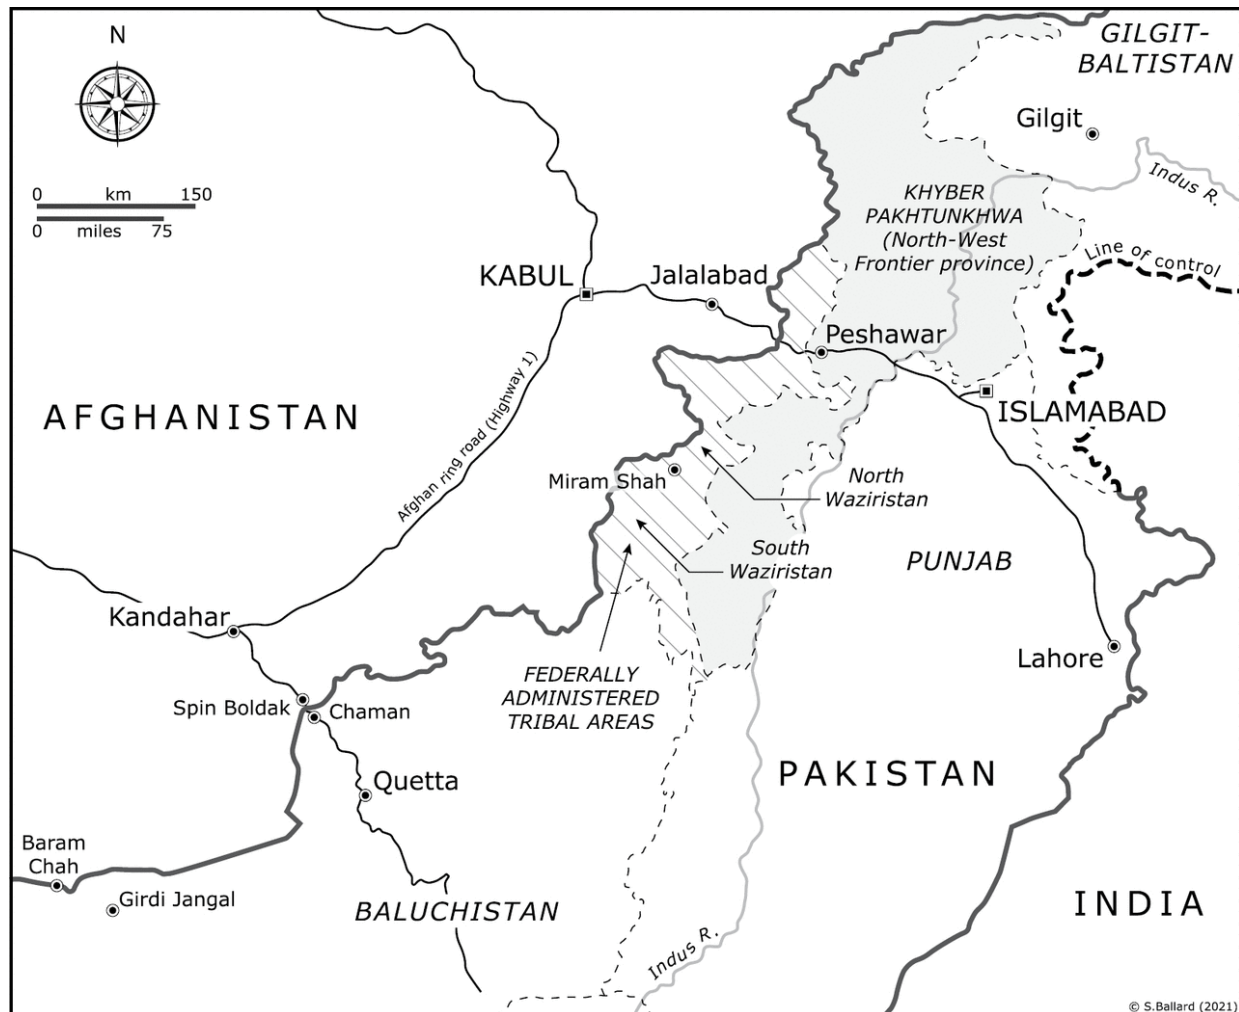 N
0 km 150
0 miles 75
GILGIT-
BALTISTAN
Gilgit
Indus R.
KHYBER
PAKHTUNKHWA
(North-West
Frontier province)
Line of control
KABUL
Jalalabad
Peshawar
ISLAMABAD
AFGHANISTAN
Afghan ring road (Highway 1)
Miram Shah
North
Waziristan
South
Waziristan
PUNJAB
Kandahar
Lahore
FEDERALLY
ADMINISTERED
TRIBAL AREAS
Spin Boldak
Chaman
PAKISTAN
Quetta
Baram
Chah
Girdi Jangal
BALUCHISTAN
INDIA
Indus R.
© S.Ballard (2021)